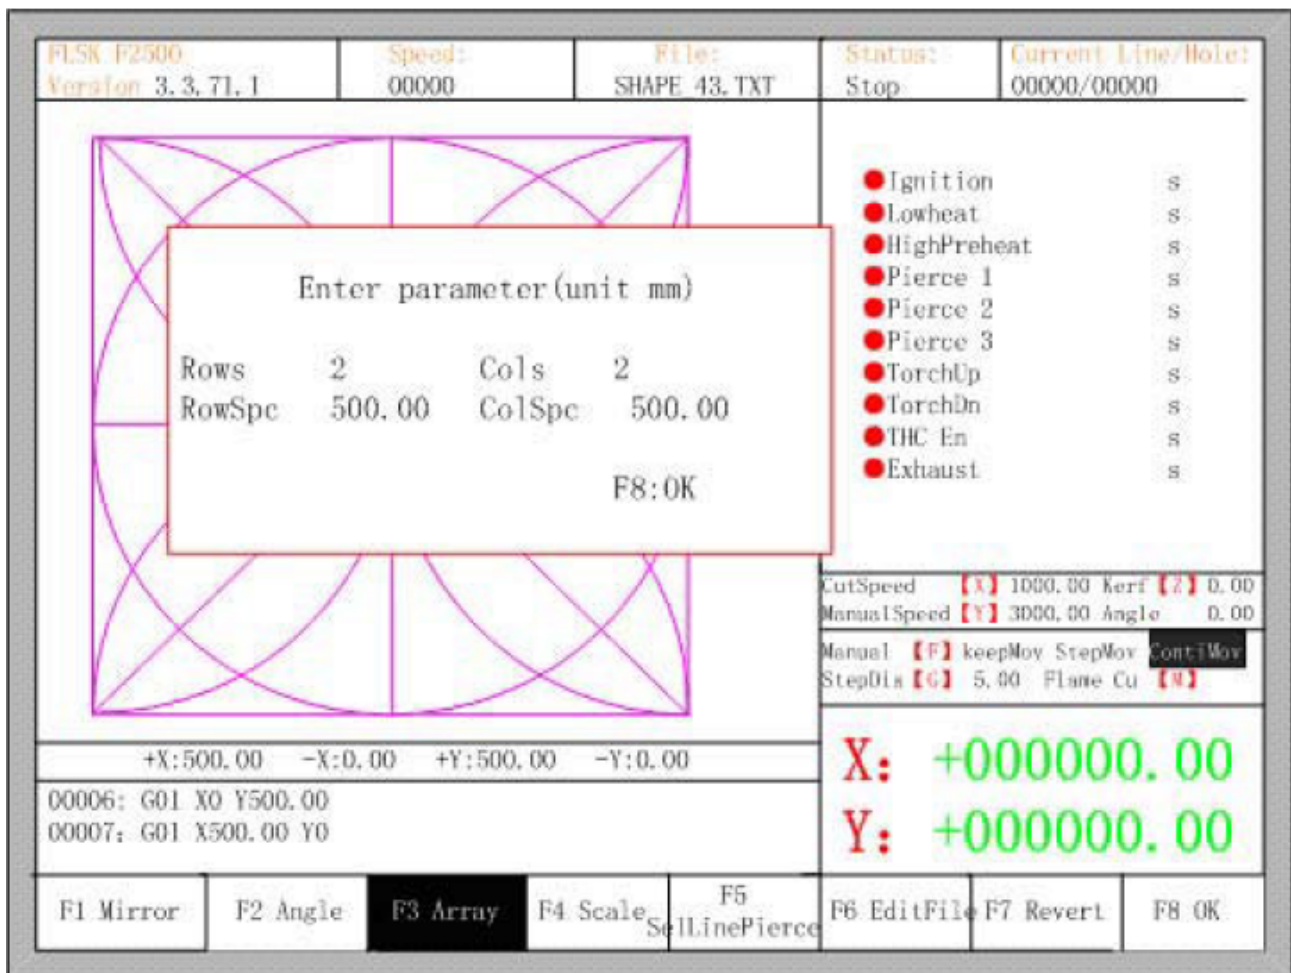 FLSK F2500 Speed: File: Status: Current Line/Hole:
Version 3.3.71.1 00000 SHAPE 43.TXT Stop 00000/00000
Ignition s
Lowheat s
HighPreheat s
Pierce 1 s
Pierce 2 s
Pierce 3 s
TorchUp s
TorchDn s
THC En s
Exhaust s
Enter parameter(unit mm)
Rows 2 Cols 2
RowSpc 500.00 ColSpc 500.00
F8:OK
CutSpeed 【X】 1000.00 Kerf 【Z】 0.00
ManualSpeed 【Y】 3000.00 Angle 0.00
Manual 【F】 keepMov StepMov ContiMov
StepDis 【G】 5.00 Flame Cu 【M】
+X:500.00 -X:0.00 +Y:500.00 -Y:0.00
00006: G01 X0 Y500.00
00007: G01 X500.00 Y0
X: +000000.00
Y: +000000.00
F1 Mirror F2 Angle F3 Array F4 Scale F5 SelLinePierce F6 EditFile F7 Revert F8 OK